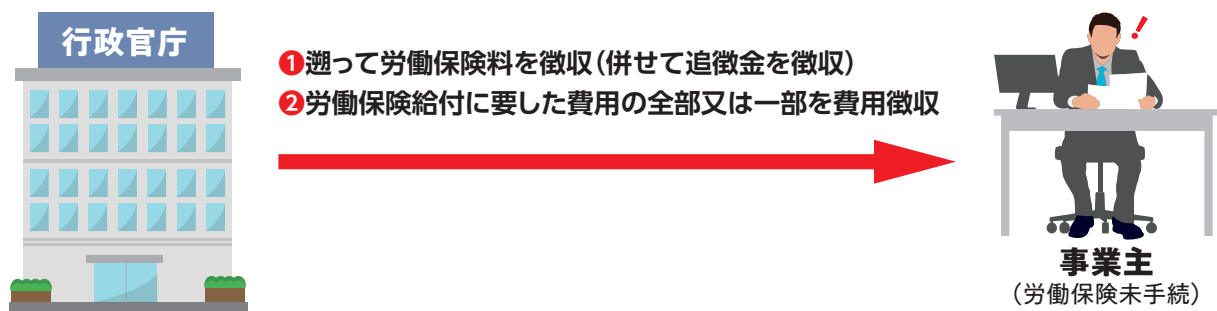 行政官庁
❶遡って労働保険料を徴収（併せて追徴金を徴収）
❷労働保険給付に要した費用の全部又は一部を費用徴収
事業主
（労働保険未手続）